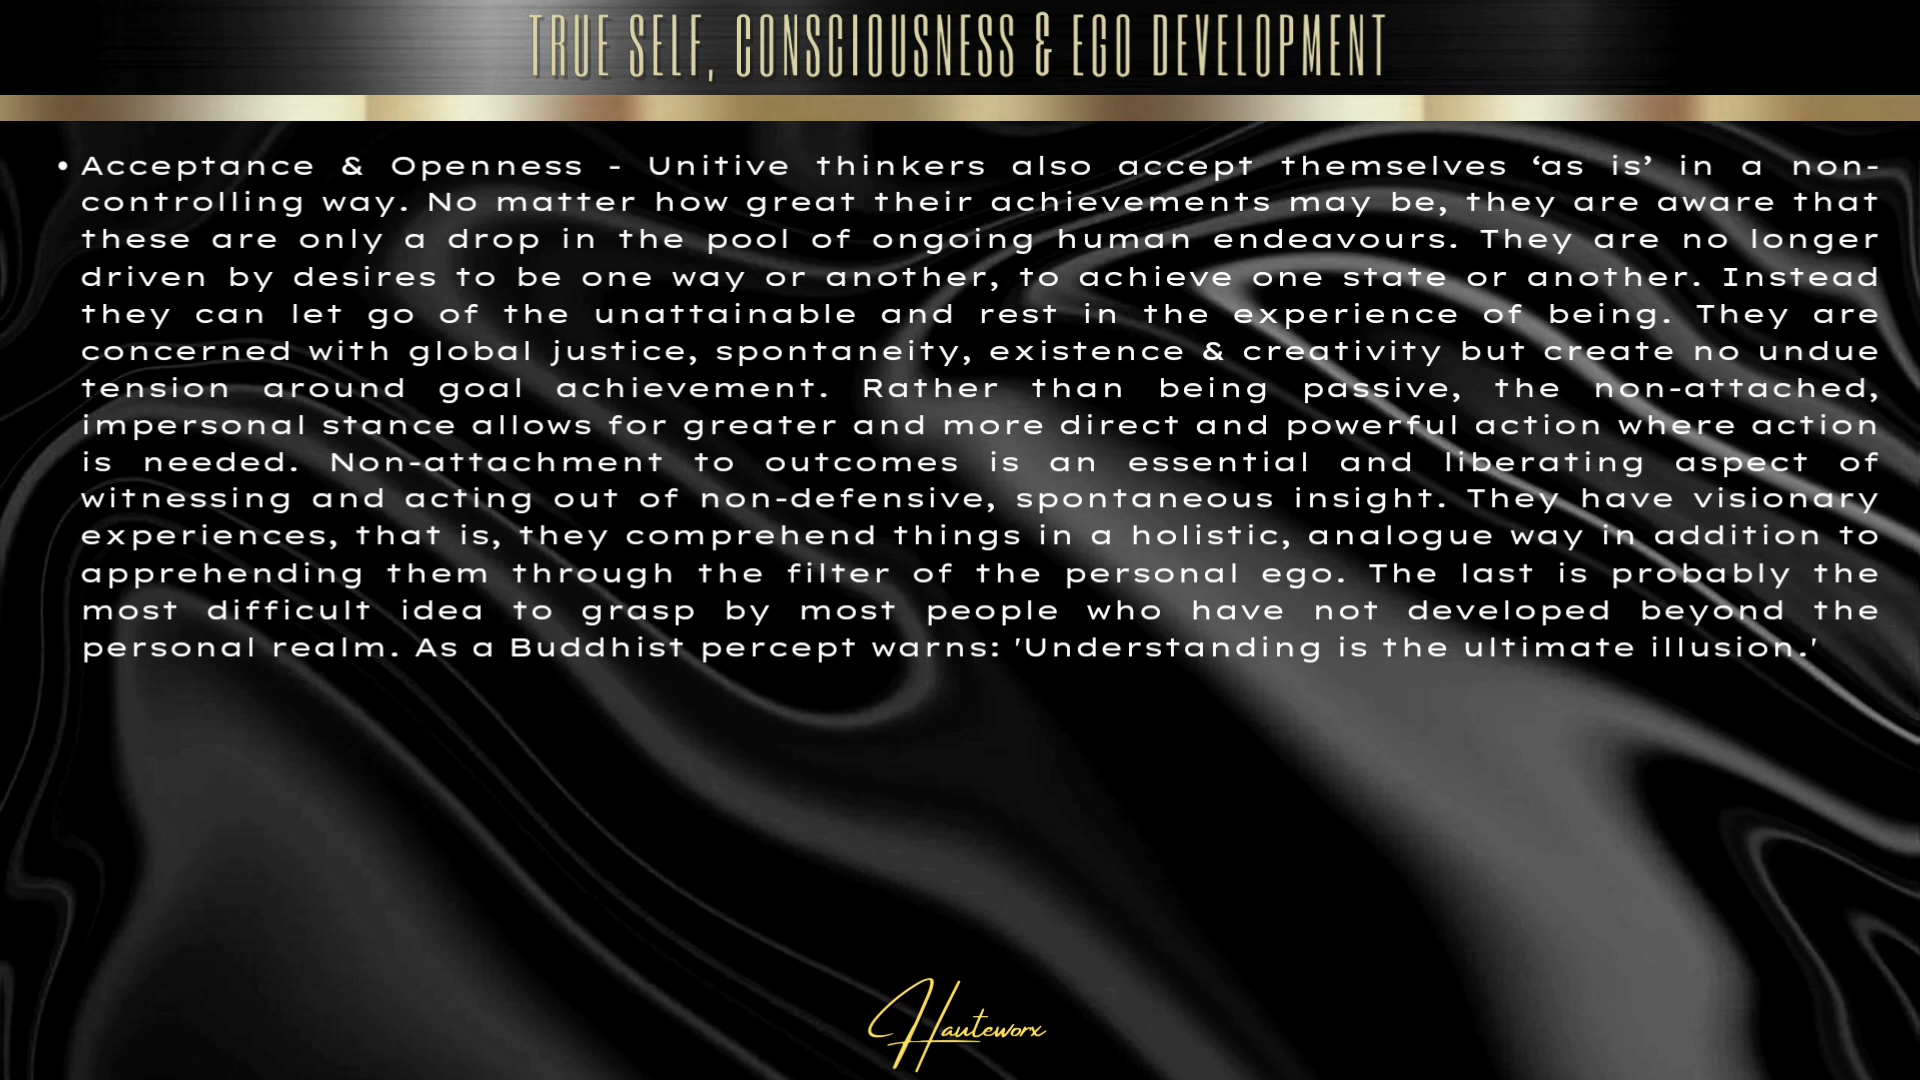 TRUE SELF, CONSCIOUSNESS & EGO DEVELOPMENT
• Acceptance & Openness - Unitive thinkers also accept themselves ‘as is’ in a non-
controlling way. No matter how great their achievements may be, they are aware that
these are only a drop in the pool of ongoing human endeavours. They are no longer
driven by desires to be one way or another, to achieve one state or another. Instead
they can let go of the unattainable and rest in the experience of being. They are
concerned with global justice, spontaneity, existence & creativity but create no undue
tension around goal achievement. Rather than being passive, the non-attached,
impersonal stance allows for greater and more direct and powerful action where action
is needed. Non-attachment to outcomes is an essential and liberating aspect of
witnessing and acting out of non-defensive, spontaneous insight. They have visionary
experiences, that is, they comprehend things in a holistic, analogue way in addition to
apprehending them through the filter of the personal ego. The last is probably the
most difficult idea to grasp by most people who have not developed beyond the
personal realm. As a Buddhist percept warns: 'Understanding is the ultimate illusion.'
Hauteworx